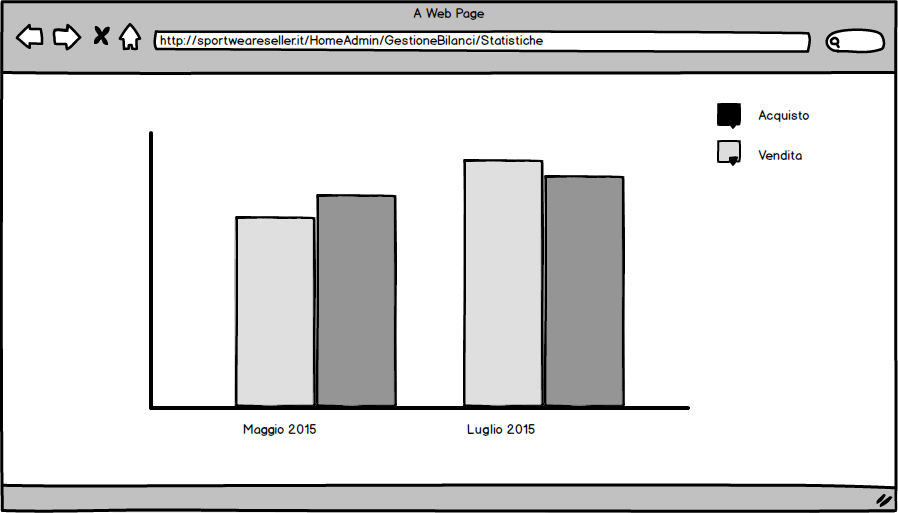 A Web Page
http://sportweareseller.it/HomeAdmin/GestioneBilanci/Statistiche
Acquisto
Vendita
Maggio 2015
Luglio 2015